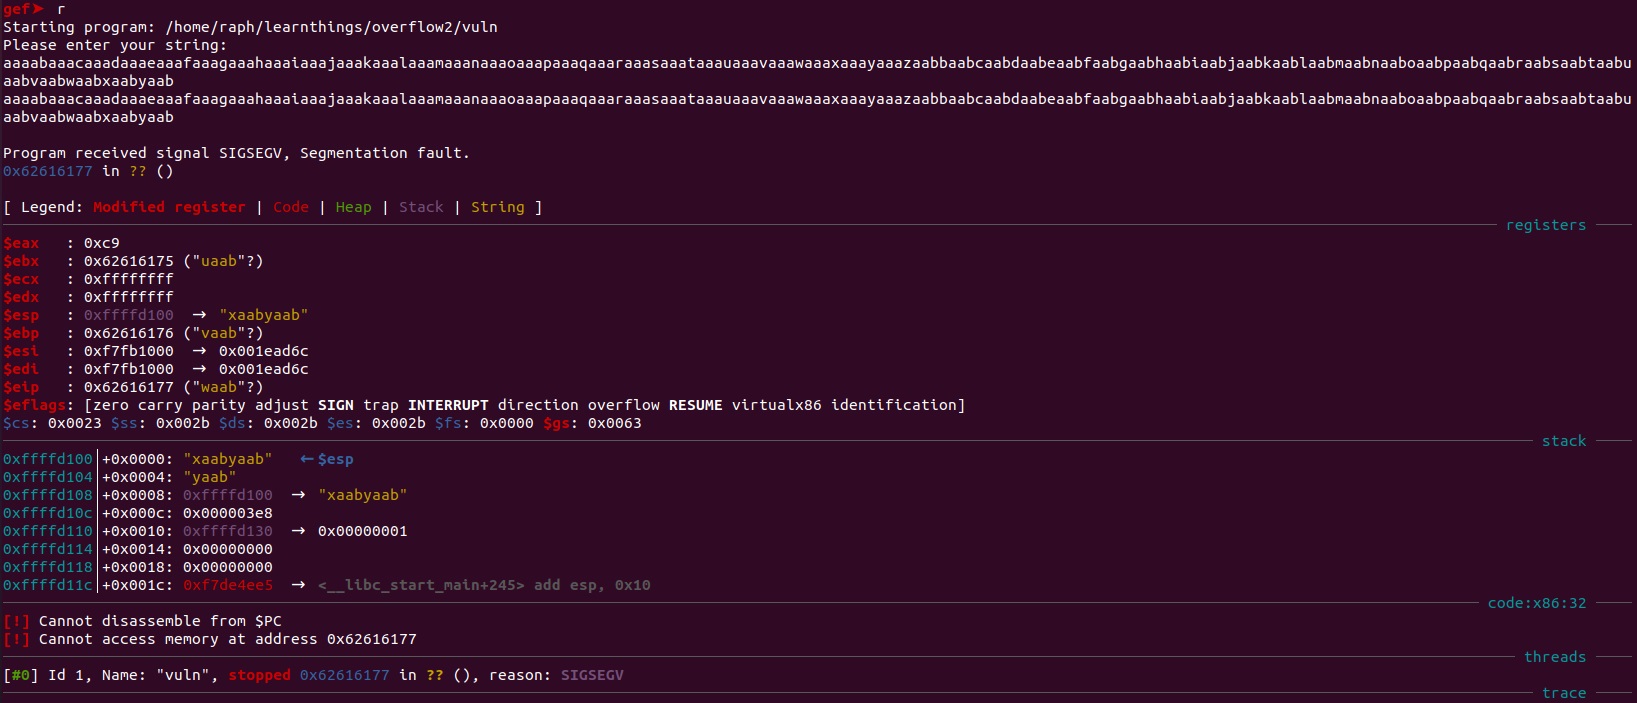 gef➤  r
Starting program: /home/raph/learnthings/overflow2/vuln
Please enter your string:
aaaabaaacaaadaaaeaaafaaagaaahaaaiaaajaaakaaalaaamaaanaaaoaaapaaaqaaaraaasaaataaauaaavaaawaaaxaaayaaazaabbaabcaabdaabeaabfaabgaabhaabiaabjaabkaablaabmaabnaaboaabpaabqaabraabsaabtaabu
aabvaabwaabxaabyaab
aaaabaaacaaadaaaeaaafaaagaaahaaaiaaajaaakaaalaaamaaanaaaoaaapaaaqaaaraaasaaataaauaaavaaawaaaxaaayaaazaabbaabcaabdaabeaabfaabgaabhaabiaabjaabkaablaabmaabnaaboaabpaabqaabraabsaabtaabu
aabvaabwaabxaabyaab
Program received signal SIGSEGV, Segmentation fault.
0x62616177 in ?? ()
[ Legend: Modified register | Code | Heap | Stack | String ]
registers
$eax   : 0xc9
$ebx   : 0x62616175 ("uaab"?)
$ecx   : 0xffffffff
$edx   : 0xffffffff
$esp   : 0xffffd100  →  "xaabyaab"
$ebp   : 0x62616176 ("vaab"?)
$esi   : 0xf7fb1000  →  0x001ead6c
$edi   : 0xf7fb1000  →  0x001ead6c
$eip   : 0x62616177 ("waab"?)
$eflags: [zero carry parity adjust SIGN trap INTERRUPT direction overflow RESUME virtualx86 identification]
$cs: 0x0023 $ss: 0x002b $ds: 0x002b $es: 0x002b $fs: 0x0000 $gs: 0x0063
stack
0xffffd100│+0x0000: "xaabyaab"   ←$esp
0xffffd104│+0x0004: "yaab"
0xffffd108│+0x0008: 0xffffd100  →  "xaabyaab"
0xffffd10c│+0x000c: 0x000003e8
0xffffd110│+0x0010: 0xffffd130  →  0x00000001
0xffffd114│+0x0014: 0x00000000
0xffffd118│+0x0018: 0x00000000
0xffffd11c│+0x001c: 0xf7de4ee5  →  <__libc_start_main+245> add esp, 0x10
code:x86:32
[!] Cannot disassemble from $PC
[!] Cannot access memory at address 0x62616177
threads
[#0] Id 1, Name: "vuln", stopped 0x62616177 in ?? (), reason: SIGSEGV
trace